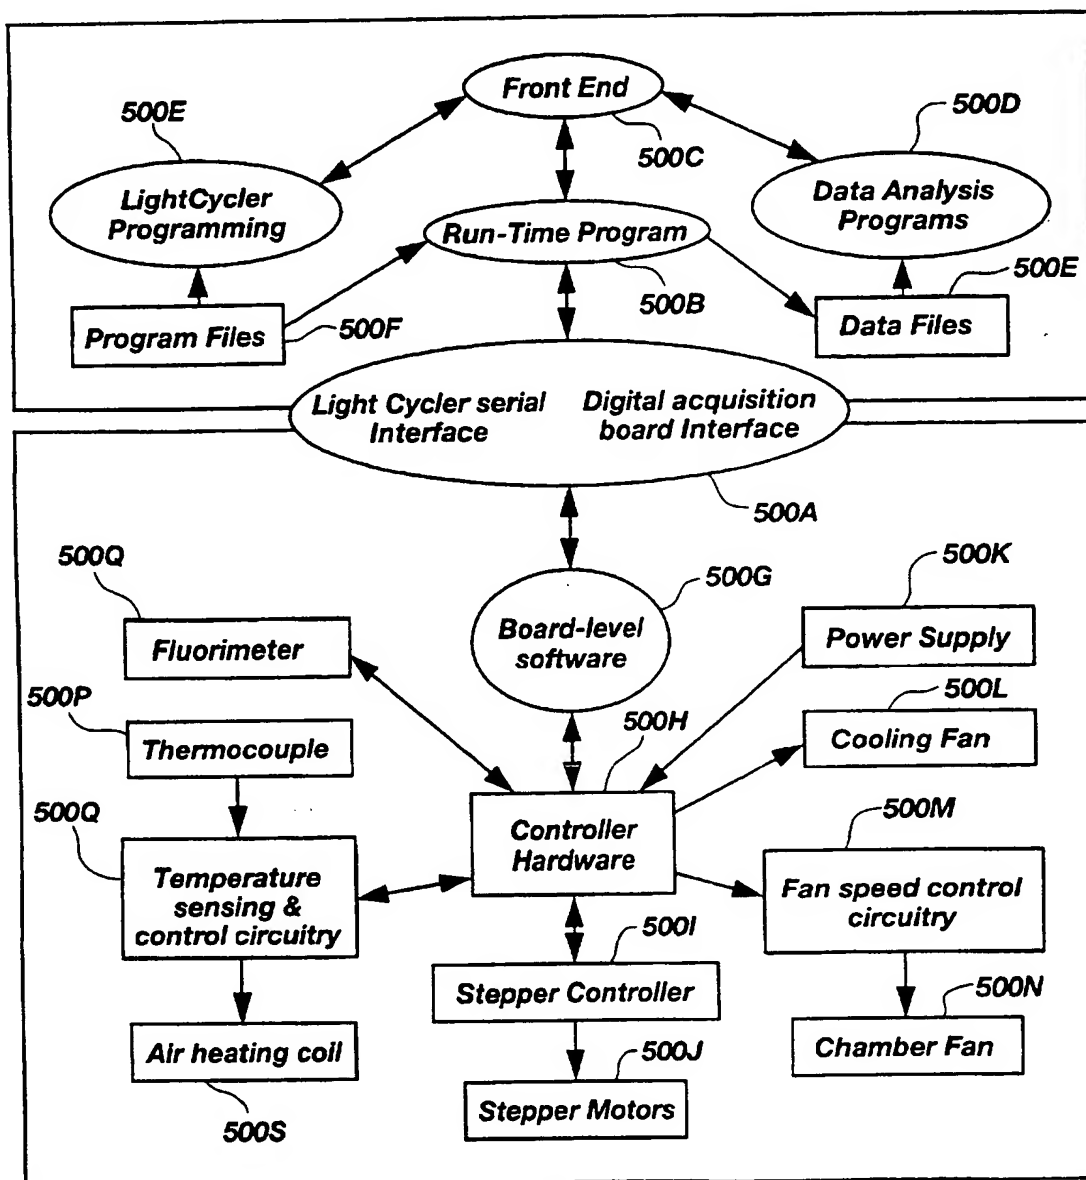 Front End
500E
500D
500C
LightCycler
Programming
Data Analysis
Programs
Run-Time Program
500B
500E
Program Files
500F
Data Files
Light Cycler serial
Interface
Digital acquisition
board Interface
500A
500Q
500G
500K
Fluorimeter
Board-level
software
Power Supply
500P
500L
Thermocouple
500H
Cooling Fan
500Q
500M
Temperature
sensing &
control circuitry
Controller
Hardware
Fan speed control
circuitry
500I
Stepper Controller
500N
Air heating coil
Chamber Fan
500J
Stepper Motors
500S